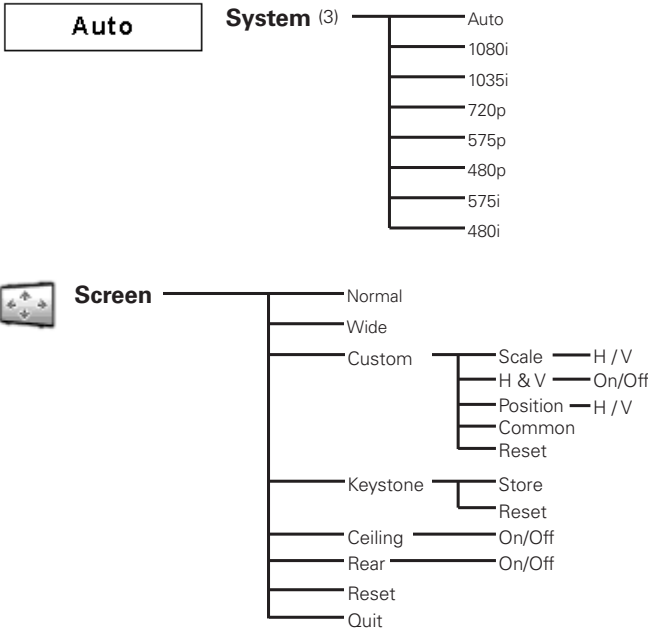 Auto
System (3)
Auto
1080i
1035i
720p
575p
480p
575i
480i
Screen
Normal
Wide
Custom
Scale H / V
H & V On/Off
Position H / V
Common
Reset
Keystone
Store
Reset
Ceiling On/Off
Rear On/Off
Reset
Quit